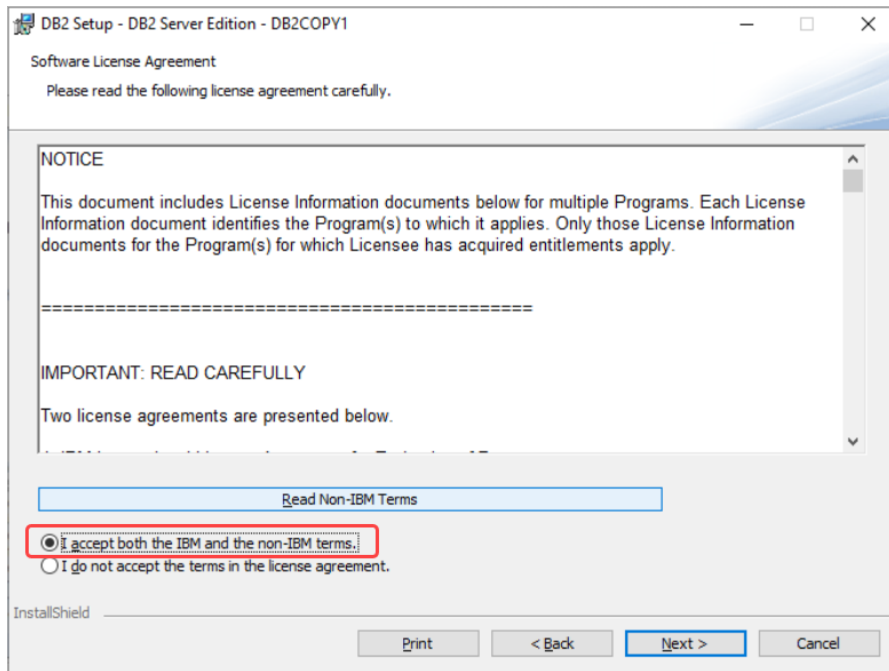 DB2 Setup - DB2 Server Edition - DB2COPY1
Software License Agreement
Please read the following license agreement carefully.
NOTICE
This document includes License Information documents below for multiple Programs. Each License
Information document identifies the Program(s) to which it applies. Only those License Information
documents for the Program(s) for which Licensee has acquired entitlements apply.
==============================================
IMPORTANT: READ CAREFULLY
Two license agreements are presented below.
Read Non-IBM Terms
I accept both the IBM and the non-IBM terms.
I do not accept the terms in the license agreement.
InstallShield
Print
< Back
Next >
Cancel